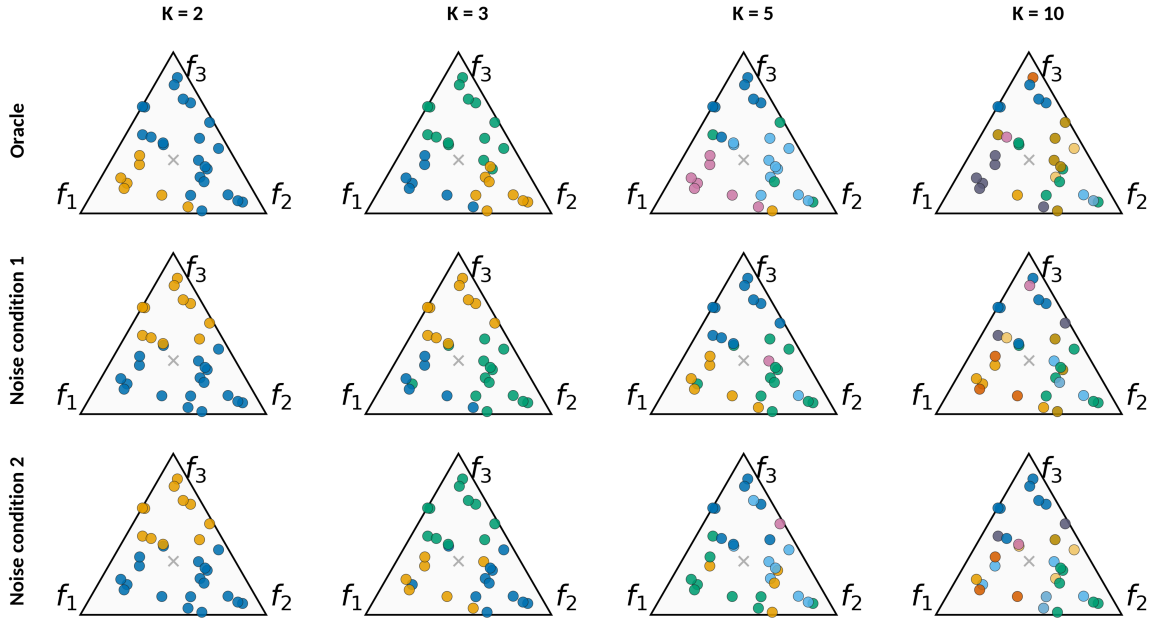 K = 2 K = 3 K = 5 K = 10
Oracle
f3 f3 f3 f3
f1 f2 f1 f2 f1 f2 f1 f2
Noise condition 1
f3 f3 f3 f3
f1 f2 f1 f2 f1 f2 f1 f2
Noise condition 2
f3 f3 f3 f3
f1 f2 f1 f2 f1 f2 f1 f2